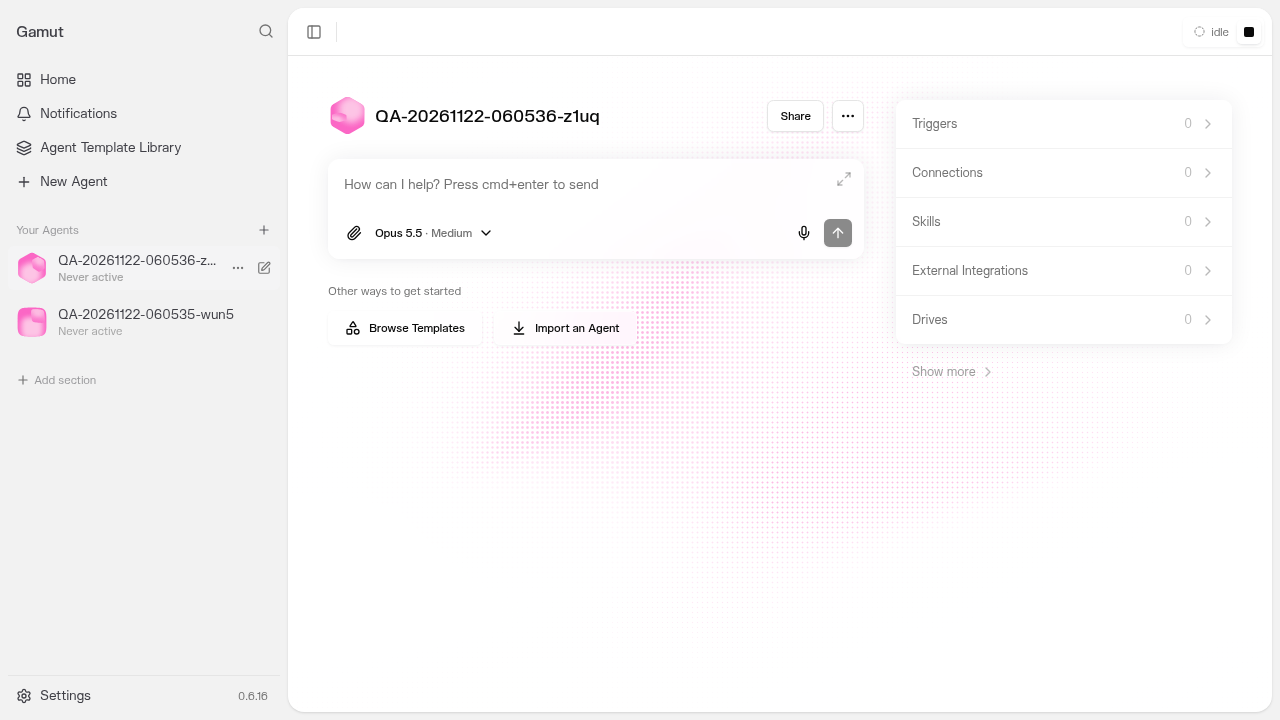 Gamut
Home
Notifications
Agent Template Library
New Agent
Your Agents
QA-20261122-060536-z...
Never active
QA-20261122-060535-wun5
Never active
Add section
Settings
0.6.16
idle
QA-20261122-060536-z1uq
Share
How can I help? Press cmd+enter to send
Opus 5.5 · Medium
Other ways to get started
Browse Templates
Import an Agent
Triggers 0
Connections 0
Skills 0
External Integrations 0
Drives 0
Show more